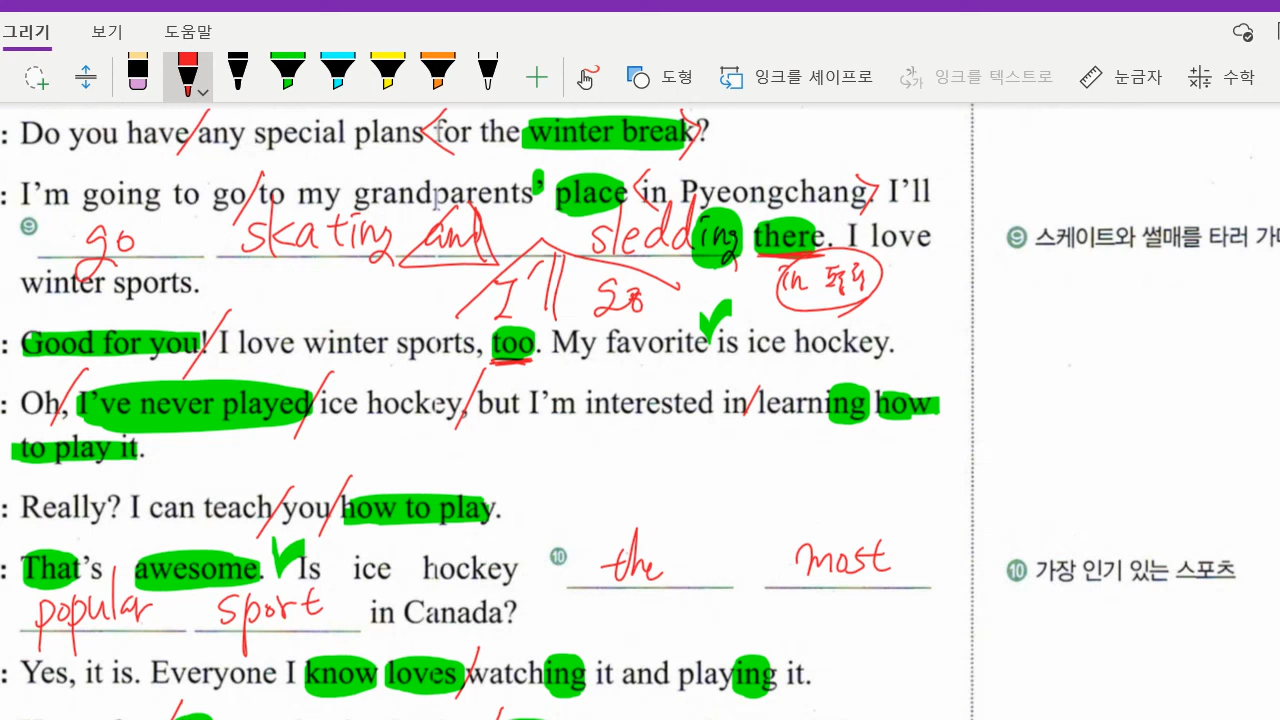 그리기 보기 도움말
도형 잉크를 셰이프로 잉크를 텍스트로 눈금자 수학
: Do you have any special plans for the winter break?
: I'm going to go to my grandparents' place in Pyeongchang. I'll
⑨ go skating and sledding there. I love
⑨ 스케이트와 썰매를 타러
I'll go
in
winter sports.
: Good for you! I love winter sports, too. My favorite is ice hockey.
: Oh, I've never played ice hockey, but I'm interested in learning how
to play it.
: Really? I can teach you how to play.
: That's awesome. Is ice hockey ⑩ the most
⑩ 가장 인기 있는 스포츠
popular sport in Canada?
: Yes, it is. Everyone I know loves watching it and playing it.